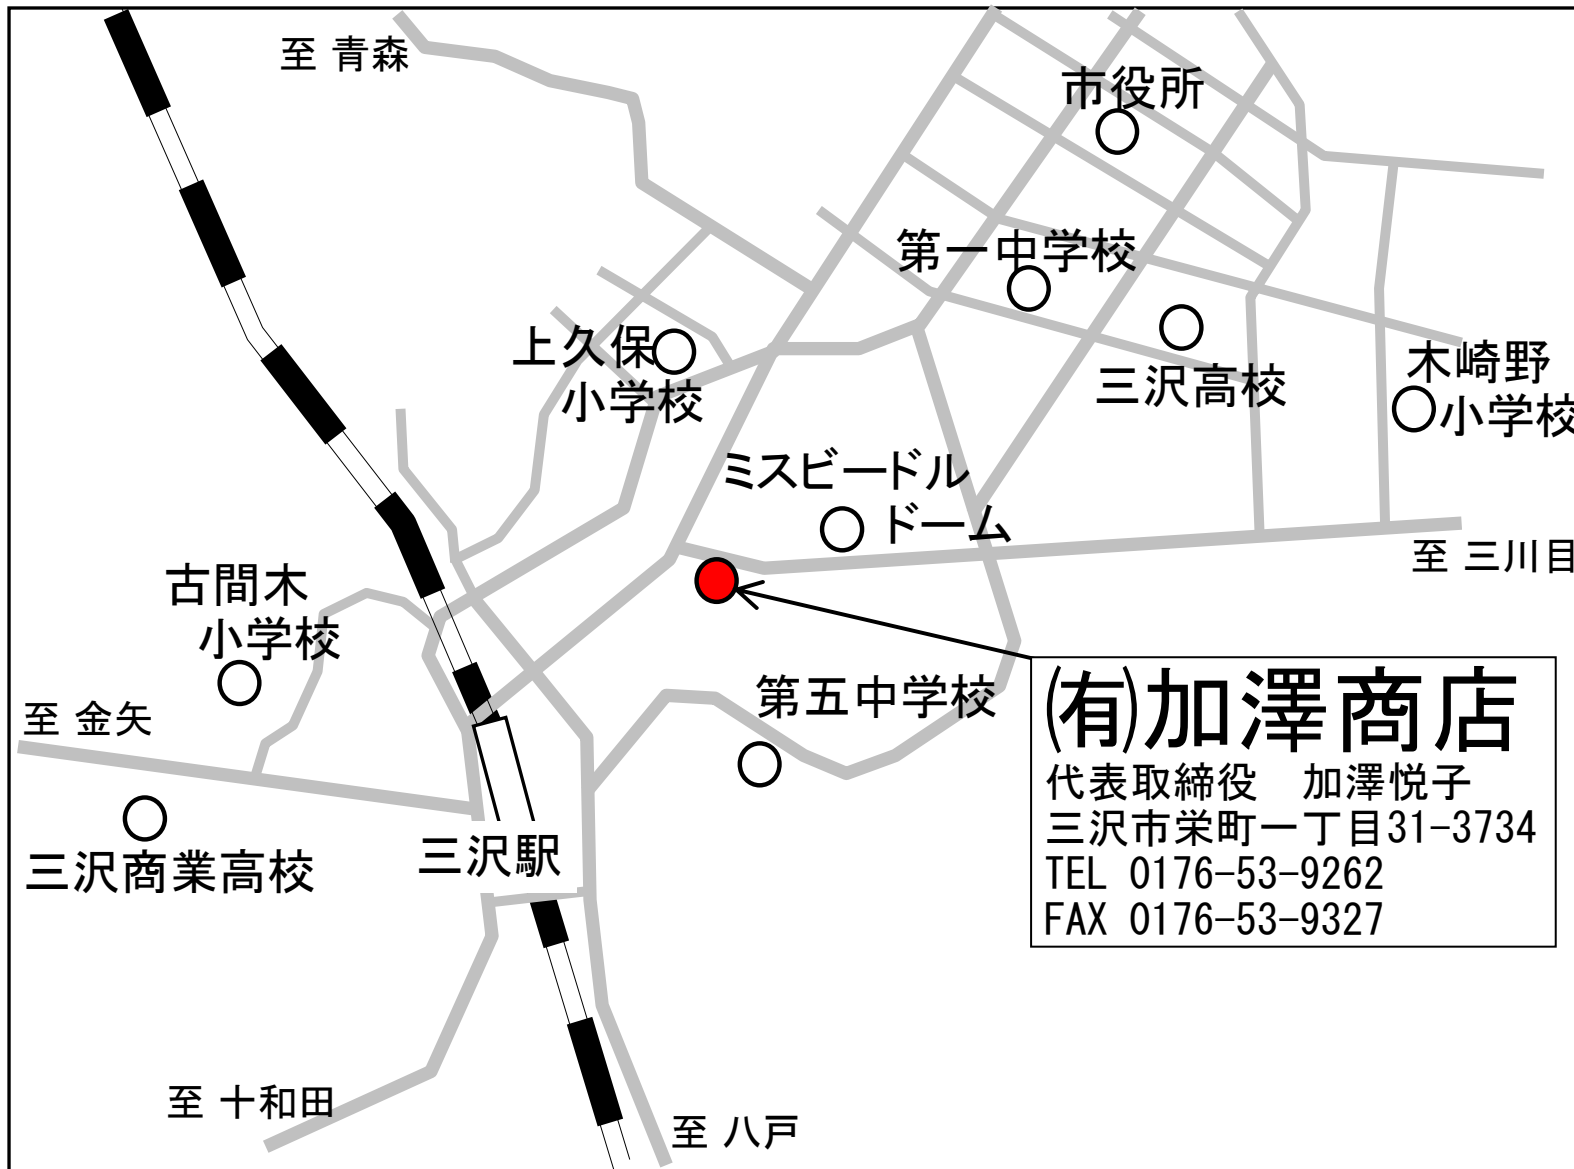 至 青森
市役所
第一中学校
上久保
小学校
三沢高校
木崎野
小学校
ミスビードル
ドーム
至 三川目
古間木
小学校
至 金矢
第五中学校
㈲加澤商店
代表取締役　加澤悦子
三沢市栄町一丁目31-3734
TEL 0176-53-9262
FAX 0176-53-9327
三沢商業高校
三沢駅
至 十和田
至 八戸